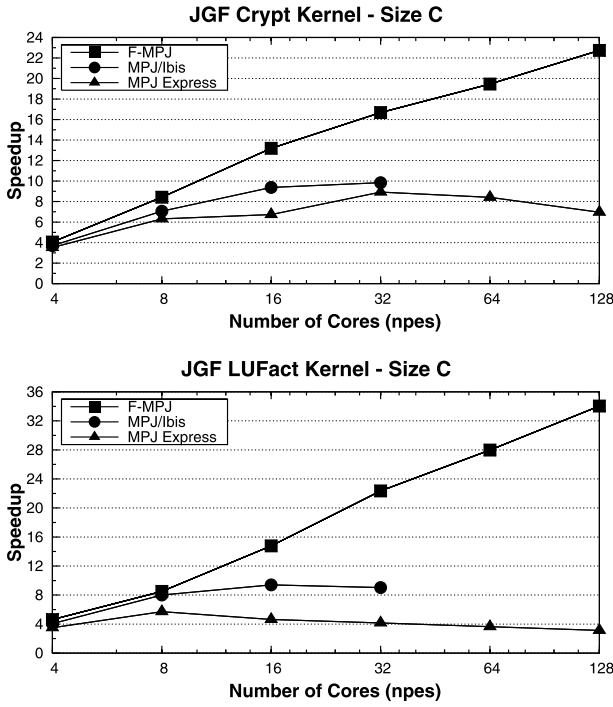 JGF Crypt Kernel - Size C
24
22
20
18
16
14
12
10
8
6
4
2
0
Speedup
F-MPJ
MPJ/Ibis
MPJ Express
4 8 16 32 64 128
Number of Cores (npes)
JGF LUFact Kernel - Size C
36
32
28
24
20
16
12
8
4
0
Speedup
F-MPJ
MPJ/Ibis
MPJ Express
4 8 16 32 64 128
Number of Cores (npes)